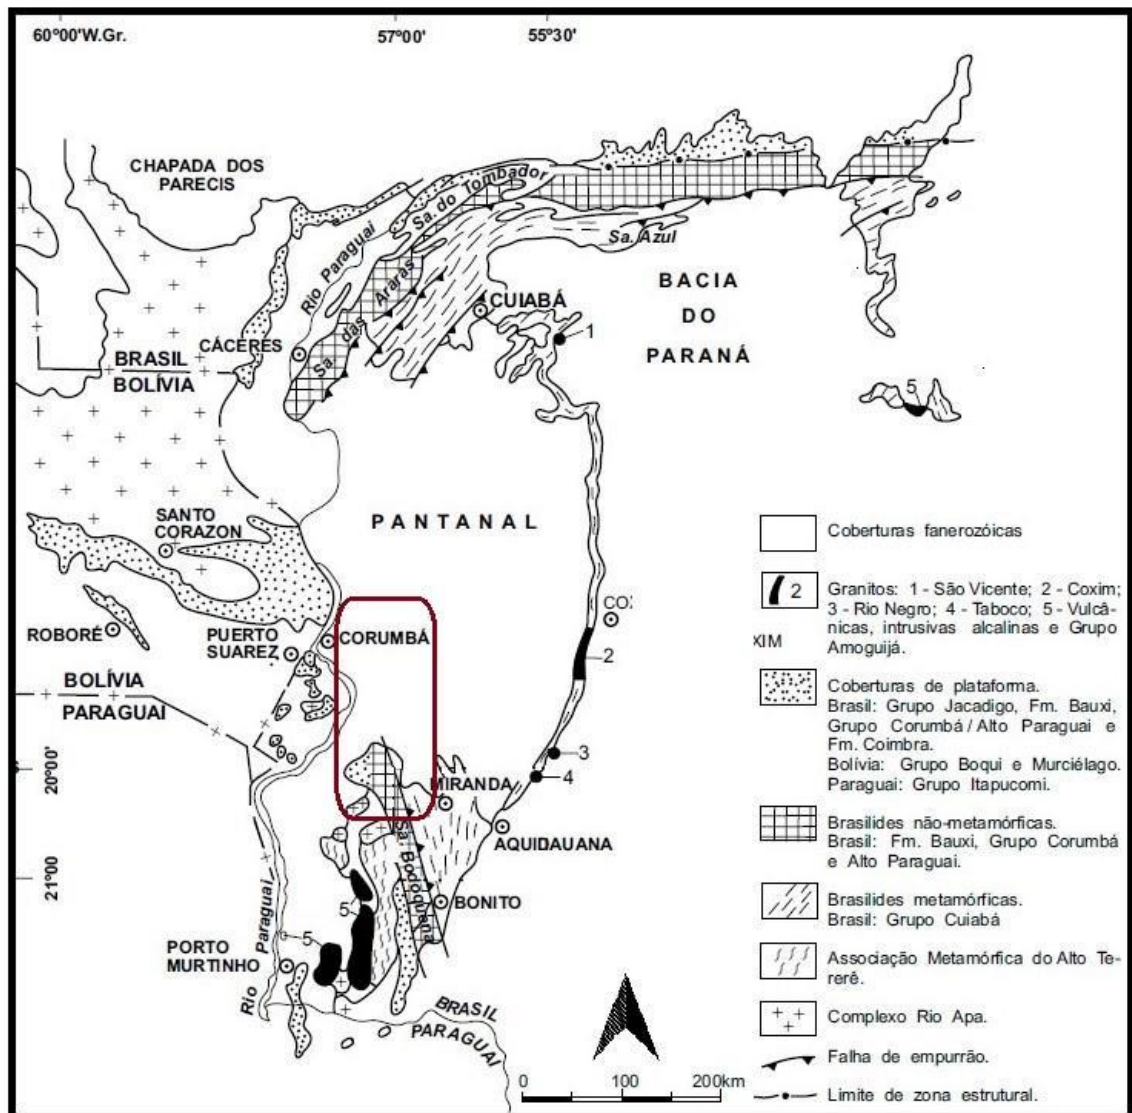 60°00'W.Gr.
57°00'
55°30'
CHAPADA DOS
PARECIS
Sa. do Tombador
Rio Paraguai
Sa. Azul
Sa. das Araras
BACIA
DO
PARANÁ
CUIABÁ
1
CÁCERES
BRASIL
BOLÍVIA
5
PANTANAL
SANTO
CORAZON
ROBORÉ
PUERTO
SUAREZ
CORUMBÁ
CO
XIM
2
BOLÍVIA
PARAGUAI
20°00'
3
4
MIRANDA
AQUIDAUANA
21°00
Sa. Bodoquena
BONITO
5
5
PORTO
MURTINHO
Rio Paraguai
BRASIL
PARAGUAI
0 100 200km
Coberturas fanerozóicas
2 Granitos: 1 - São Vicente; 2 - Coxim;
3 - Rio Negro; 4 - Taboco; 5 - Vulcâ-
nicas, intrusivas alcalinas e Grupo
Amoguijá.
Coberturas de plataforma.
Brasil: Grupo Jacadigo, Fm. Bauxi,
Grupo Corumbá / Alto Paraguai e
Fm. Coimbra.
Bolívia: Grupo Boqui e Murciélago.
Paraguai: Grupo Itapucomi.
Brasilides não-metamórficas.
Brasil: Fm. Bauxi, Grupo Corumbá
e Alto Paraguai.
Brasílides metamórficas.
Brasil: Grupo Cuiabá
Associação Metamórfica do Alto Te-
rerê.
Complexo Rio Apa.
Falha de empurrão.
Limite de zona estrutural.